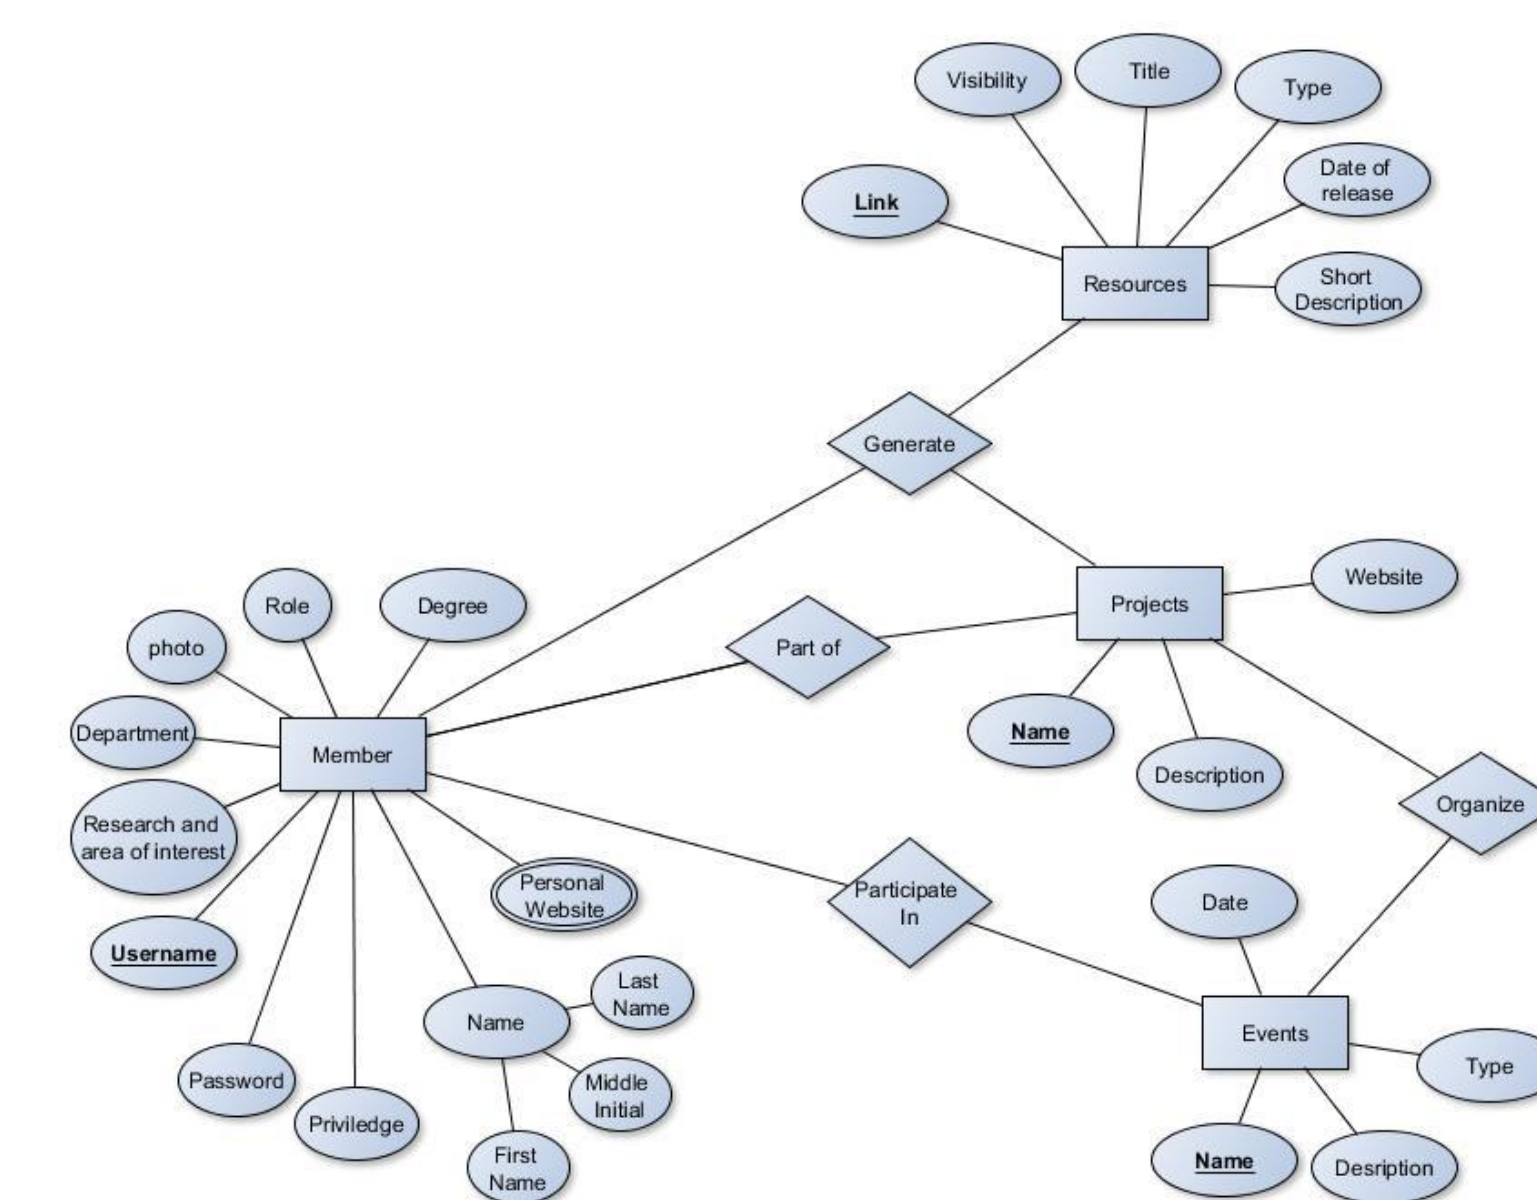 Visibility
Title
Type
Link
Date of
release
Resources
Short
Description
Generate
Website
Projects
Role
Degree
photo
Part of
Name
Department
Member
Description
Organize
Research and
area of interest
Personal
Website
Participate
In
Date
Username
Last
Name
Name
Events
Type
Password
Middle
Initial
Priviledge
First
Name
Name
Desription